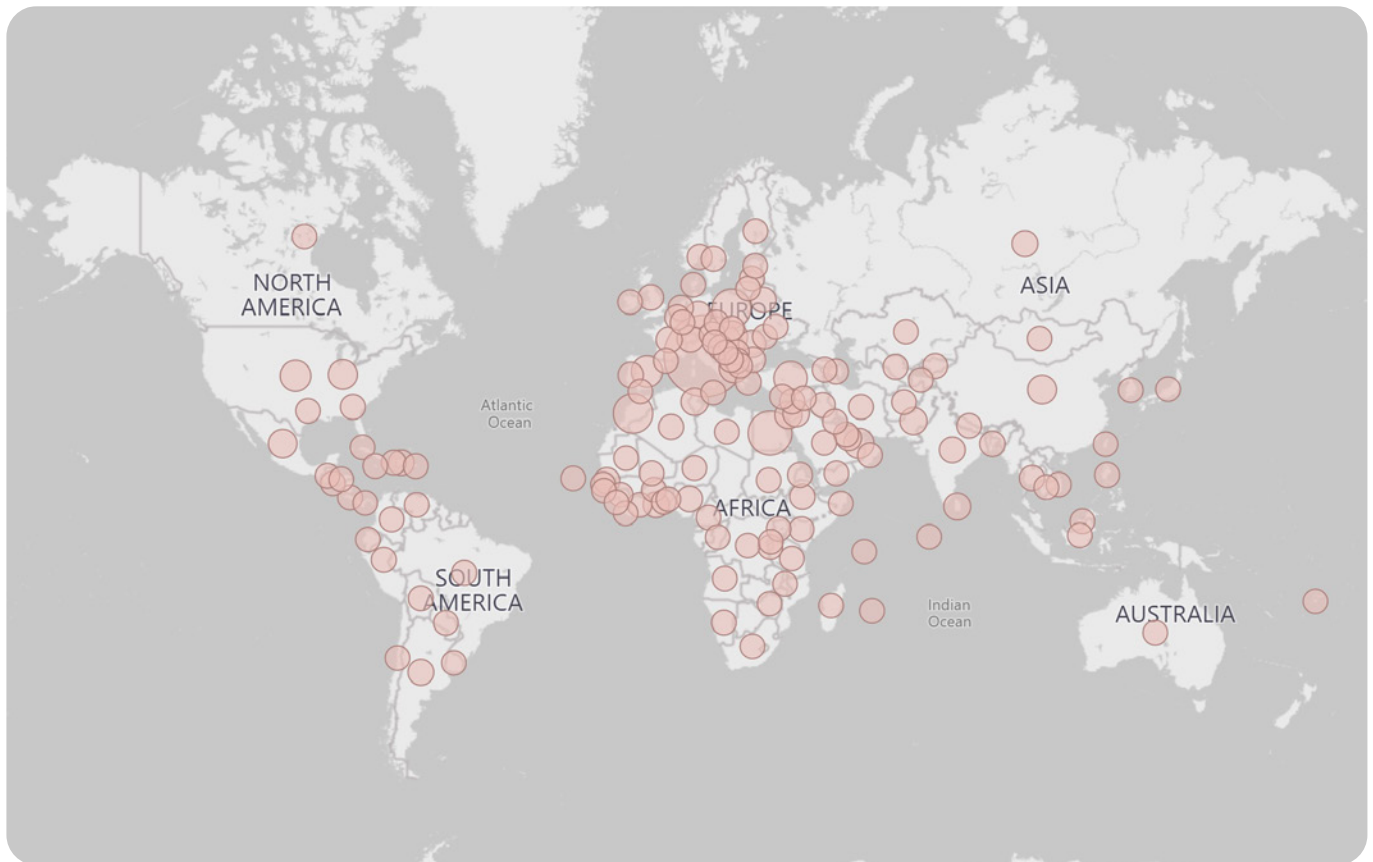 NORTH
AMERICA
EUROPE
ASIA
Atlantic
Ocean
AFRICA
SOUTH
AMERICA
Indian
Ocean
AUSTRALIA